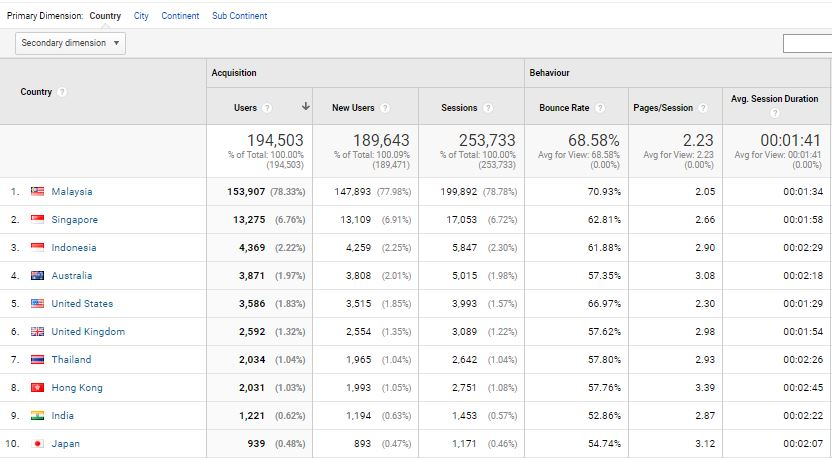 Primary Dimension: Country City Continent Sub Continent
Secondary dimension
Acquisition Behaviour
Country ? Users ? New Users ? Sessions ? Bounce Rate ? Pages/Session ? Avg. Session Duration ?
194,503 189,643 253,733 68.58% 2.23 00:01:41
% of Total: 100.00% % of Total: 100.09% % of Total: 100.00% Avg for View: 68.58% Avg for View: 2.23 Avg for View: 00:01:41
(194,503) (189,471) (253,733) (0.00%) (0.00%) (0.00%)
1. Malaysia 153,907 (78.33%) 147,893 (77.98%) 199,892 (78.78%) 70.93% 2.05 00:01:34
2. Singapore 13,275 (6.76%) 13,109 (6.91%) 17,053 (6.72%) 62.81% 2.66 00:01:58
3. Indonesia 4,369 (2.22%) 4,259 (2.25%) 5,847 (2.30%) 61.88% 2.90 00:02:29
4. Australia 3,871 (1.97%) 3,808 (2.01%) 5,015 (1.98%) 57.35% 3.08 00:02:18
5. United States 3,586 (1.83%) 3,515 (1.85%) 3,993 (1.57%) 66.97% 2.30 00:01:29
6. United Kingdom 2,592 (1.32%) 2,554 (1.35%) 3,089 (1.22%) 57.62% 2.98 00:01:54
7. Thailand 2,034 (1.04%) 1,965 (1.04%) 2,642 (1.04%) 57.80% 2.93 00:02:26
8. Hong Kong 2,031 (1.03%) 1,993 (1.05%) 2,751 (1.08%) 57.76% 3.39 00:02:45
9. India 1,221 (0.62%) 1,194 (0.63%) 1,453 (0.57%) 52.86% 2.87 00:02:22
10. Japan 939 (0.48%) 893 (0.47%) 1,171 (0.46%) 54.74% 3.12 00:02:07